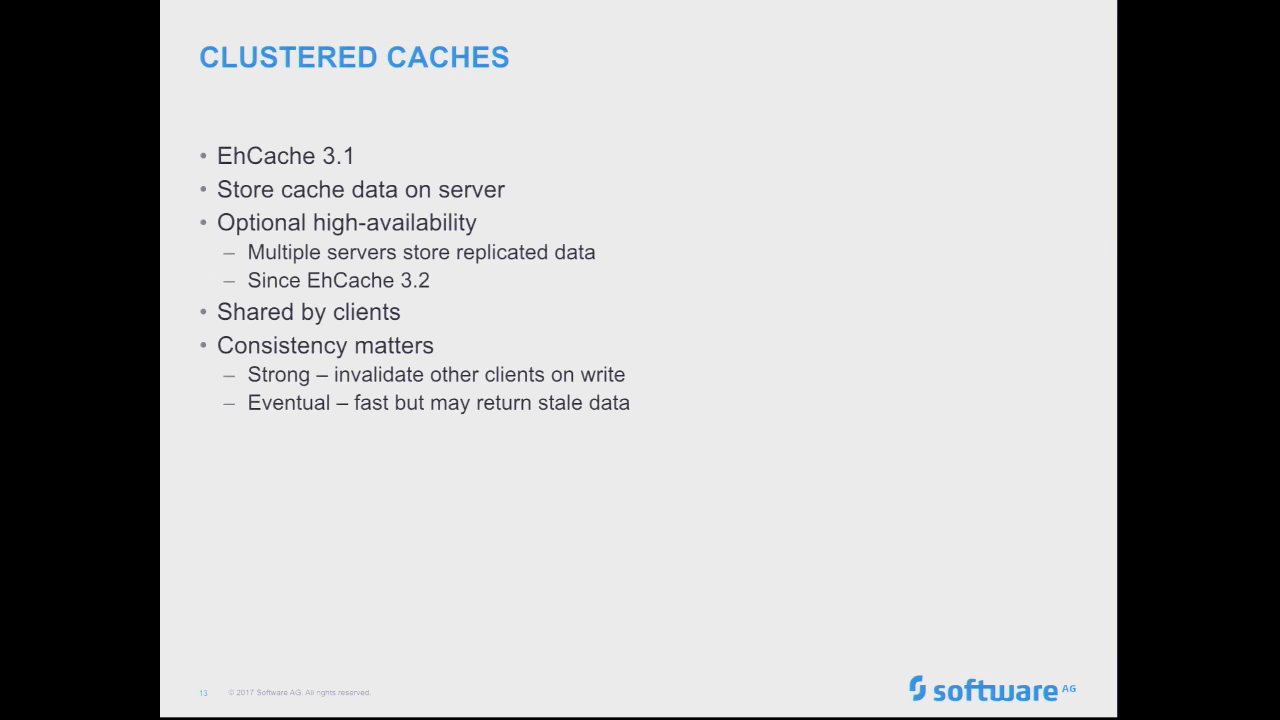 CLUSTERED CACHES
• EhCache 3.1
• Store cache data on server
• Optional high-availability
– Multiple servers store replicated data
– Since EhCache 3.2
• Shared by clients
• Consistency matters
– Strong – invalidate other clients on write
– Eventual – fast but may return stale data
13 © 2017 Software AG. All rights reserved.
software AG